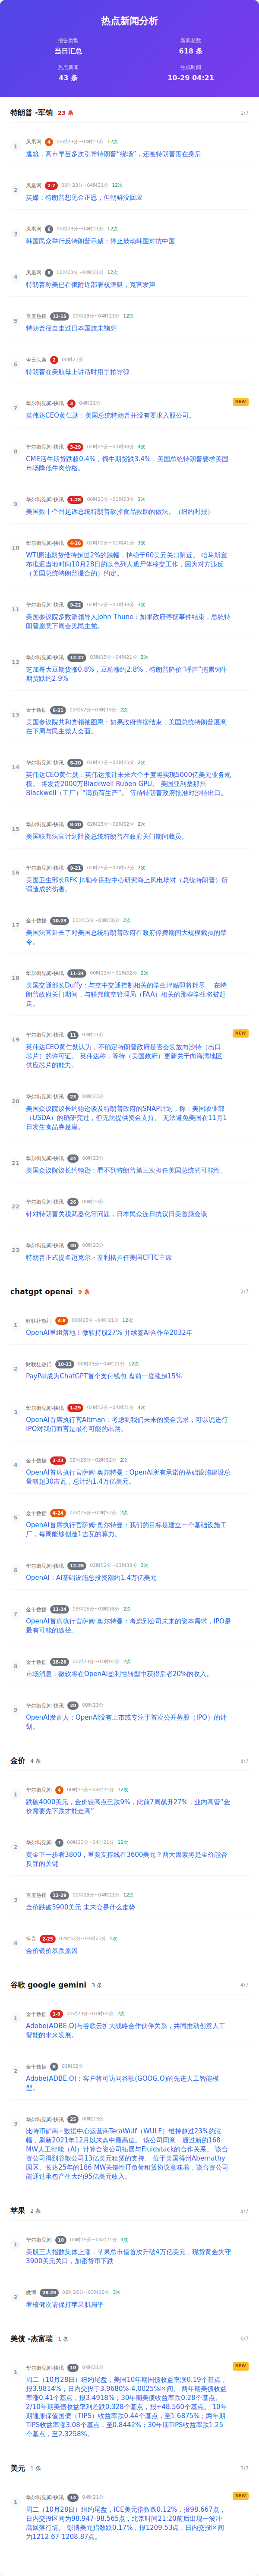 热点新闻分析
报告类型
当日汇总
新闻总数
618 条
热点新闻
43 条
生成时间
10-29 04:21
特朗普 -军饷 23 条
1/7
1
凤凰网 4 00时23分~04时21分 12次
尴尬，高市早苗多次引导特朗普“绕场”，还被特朗普落在身后
2
凤凰网 2-7 00时23分~04时21分 12次
英媒：特朗普想见金正恩，但朝鲜没回应
3
凤凰网 6 00时23分~04时21分 12次
韩国民众举行反特朗普示威：停止鼓动韩国对抗中国
4
凤凰网 8 00时23分~04时21分 12次
特朗普称美已在俄附近部署核潜艇，克宫发声
5
百度热搜 12-15 00时23分~04时21分 12次
特朗普径自走过日本国旗未鞠躬
6
今日头条 2 00时23分
特朗普在美航母上讲话时用手拍导弹
7
华尔街见闻-快讯 3 04时21分
NEW
英伟达CEO黄仁勋：美国总统特朗普并没有要求入股公司。
8
华尔街见闻-快讯 3-29 02时25分~03时38分 4次
CME活牛期货跌超0.4%，饲牛期货跌3.4%，美国总统特朗普要求美国
市场降低牛肉价格。
9
华尔街见闻-快讯 1-28 00时23分~01时23分 3次
美国数十个州起诉总统特朗普砍掉食品救助的做法。（纽约时报）
10
华尔街见闻-快讯 4-26 01时02分~01时41分 3次
WTI原油期货维持超过2%的跌幅，持稳于60美元关口附近。 哈马斯宣
布推迟当地时间10月28日的以色列人质尸体移交工作，因为对方违反
（美国总统特朗普撮合的）约定。
11
华尔街见闻-快讯 8-22 02时52分~03时38分 3次
美国参议院多数派领导人John Thune：如果政府停摆事件结束，总统特
朗普愿意下周会见民主党。
12
华尔街见闻-快讯 12-27 03时15分~04时21分 3次
芝加哥大豆期货涨0.8%，豆粕涨约2.8%，特朗普降价“呼声”拖累饲牛
期货跌约2.9%
13
金十数据 6-21 02时52分~03时15分 2次
美国参议院共和党领袖图恩：如果政府停摆结束，美国总统特朗普愿意
在下周与民主党人会面。
14
华尔街见闻-快讯 8-20 01时41分~02时25分 2次
英伟达CEO黄仁勋：英伟达预计未来六个季度将实现5000亿美元业务规
模。 将发货2000万Blackwell Ruben GPU。 美国亚利桑那州
Blackwell（工厂）“满负荷生产”。 等待特朗普政府批准对沙特出口。
15
华尔街见闻-快讯 8-20 02时25分~02时52分 2次
美国联邦法官计划阻挠总统特朗普在政府关门期间裁员。
16
华尔街见闻-快讯 9-21 02时25分~02时52分 2次
美国卫生部长RFK Jr.勒令疾控中心研究海上风电场对（总统特朗普）所
谓造成的伤害。
17
金十数据 10-23 03时15分~03时38分 2次
美国法官延长了对美国总统特朗普政府在政府停摆期间大规模裁员的禁
令。
18
华尔街见闻-快讯 11-24 00时23分~01时02分 2次
美国交通部长Duffy：与空中交通控制相关的学生津贴即将耗尽。 在特
朗普政府关门期间，与联邦航空管理局（FAA）相关的那些学生将被赶
走。
19
华尔街见闻-快讯 11 04时21分
NEW
英伟达CEO黄仁勋认为，不确定特朗普政府是否会发放向沙特（出口
芯片）的许可证。 英伟达称，等待（美国政府）更新关于向海湾地区
供应芯片的能力。
20
华尔街见闻-快讯 23 00时23分
美国众议院议长约翰逊谈及特朗普政府的SNAP计划，称：美国农业部
（USDA）的确研究过，但无法提供资金支持。 无法避免美国在11月1
日发生食品券悬崖。
21
华尔街见闻-快讯 24 00时23分
美国众议院议长约翰逊：看不到特朗普第三次担任美国总统的可能性。
22
华尔街见闻-快讯 26 00时23分
针对特朗普关税武器化等问题，日本民众连日抗议日美首脑会谈
23
华尔街见闻-快讯 30 00时23分
特朗普正式提名迈克尔・塞利格担任美国CFTC主席
chatgpt openai 9 条
2/7
1
财联社热门 4-9 00时23分~04时21分 12次
OpenAI重组落地！微软持股27% 并续签AI合作至2032年
2
财联社热门 10-11 00时23分~04时21分 12次
PayPal成为ChatGPT首个支付钱包 盘前一度涨超15%
3
华尔街见闻-快讯 1-29 02时52分~04时21分 4次
OpenAI首席执行官Altman：考虑到我们未来的资金需求，可以说进行
IPO对我们而言是最有可能的出路。
4
金十数据 3-23 02时25分~02时52分 2次
OpenAI首席执行官萨姆·奥尔特曼：OpenAI所有承诺的基础设施建设总
量略超30吉瓦，总计约1.4万亿美元。
5
金十数据 4-24 02时25分~02时52分 2次
OpenAI首席执行官萨姆·奥尔特曼：我们的目标是建立一个基础设施工
厂，每周能够创造1吉瓦的算力。
6
华尔街见闻-快讯 12-26 02时52分~03时38分 3次
OpenAI：AI基础设施总投资额约1.4万亿美元
7
金十数据 11-24 03时15分~03时38分 2次
OpenAI首席执行官萨姆·奥尔特曼：考虑到公司未来的资本需求，IPO是
最有可能的途径。
8
金十数据 18-26 00时23分~01时02分 2次
市场消息：微软将在OpenAI盈利性转型中获得后者20%的收入。
9
华尔街见闻-快讯 20 00时23分
OpenAI发言人：OpenAI没有上市或专注于首次公开募股（IPO）的计
划。
金价 4 条
3/7
1
华尔街见闻 4 00时23分~04时21分 12次
跌破4000美元，金价较高点已跌9%，此前7周飙升27%，业内高管“金
价需要先下跌才能走高”
2
华尔街见闻 7 00时23分~04时21分 12次
黄金下一步看3800，重要支撑线在3600美元？两大因素将是金价能否
反弹的关键
3
百度热搜 12-29 00时23分~04时21分 12次
金价跌破3900美元 未来会是什么走势
4
抖音 2-25 02时52分~04时21分 5次
金价银价暴跌原因
谷歌 google gemini 3 条
4/7
1
金十数据 1-9 00时23分~01时02分 2次
Adobe(ADBE.O)与谷歌云扩大战略合作伙伴关系，共同推动创意人工
智能的未来发展。
2
金十数据 8 01时02分
Adobe(ADBE.O)：客户将可访问谷歌(GOOG.O)的先进人工智能模
型。
3
华尔街见闻-快讯 25 00时23分
比特币矿商+数据中心运营商TeraWulf（WULF）维持超过23%的涨
幅，刷新2021年12月以来盘中最高位。 该公司同意，通过新的168
MW人工智能（AI）计算合资公司拓展与Fluidstack的合作关系。 该合
资公司得到谷歌公司13亿美元租赁的支持。 位于美国得州Abernathy
园区、长达25年的186 MW关键性IT负荷租赁协议意味着，该合资公司
能通过承包产生大约95亿美元收入。
苹果 2 条
5/7
1
华尔街见闻 10 03时15分~04时21分 4次
美股三大指数集体上涨，苹果总市值首次升破4万亿美元，现货黄金失守
3900美元关口，加密货币下跌
2
微博 28-29 02时25分~03时15分 3次
看檀健次请保持苹果肌扁平
美债 -杰富瑞 1 条
6/7
1
华尔街见闻-快讯 10 04时21分
NEW
周二（10月28日）纽约尾盘，美国10年期国债收益率涨0.19个基点，
报3.9814%，日内交投于3.9680%-4.0025%区间。 两年期美债收益
率涨0.41个基点，报3.4918%；30年期美债收益率跌0.28个基点。
2/10年期美债收益率利差跌0.328个基点，报+48.560个基点。 10年
期通胀保值国债（TIPS）收益率跌0.44个基点，至1.6875%；两年期
TIPS收益率涨3.08个基点，至0.8442%；30年期TIPS收益率跌1.25
个基点，至2.3258%。
美元 1 条
7/7
1
华尔街见闻-快讯 14 04时21分
NEW
周二（10月28日）纽约尾盘，ICE美元指数跌0.12%，报98.667点，
日内交投区间为98.947-98.565点，北京时间21:20前后出现一波冲
高回落行情。 彭博美元指数跌0.17%，报1209.53点，日内交投区间
为1212.67-1208.87点。